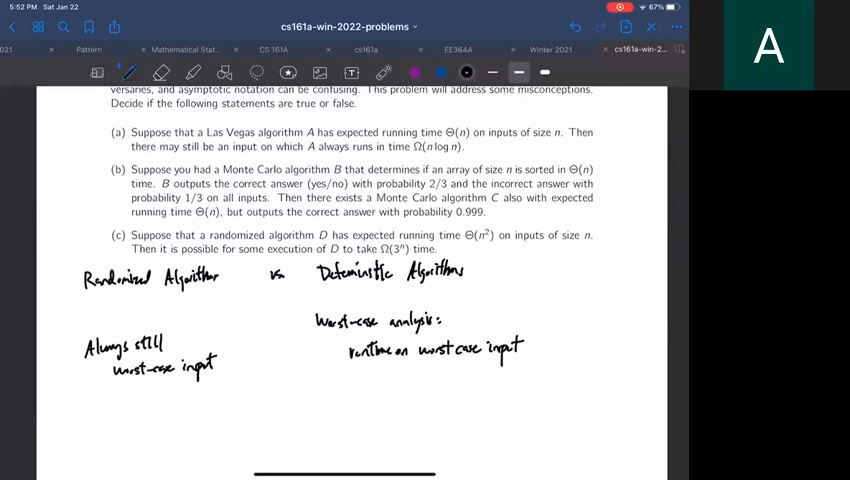 5:52 PM Sat Jan 22
67%
cs161a-win-2022-problems
021
Pattern
Mathematical Stat...
CS 161A
cs161a
EE364A
Winter 2021
cs161a-win-2...
T
A
versaries, and asymptotic notation can be confusing. This problem will address some misconceptions.
Decide if the following statements are true or false.
(a) Suppose that a Las Vegas algorithm A has expected running time Θ(n) on inputs of size n. Then
there may still be an input on which A always runs in time Ω(n log n).
(b) Suppose you had a Monte Carlo algorithm B that determines if an array of size n is sorted in Θ(n)
time. B outputs the correct answer (yes/no) with probability 2/3 and the incorrect answer with
probability 1/3 on all inputs. Then there exists a Monte Carlo algorithm C also with expected
running time Θ(n), but outputs the correct answer with probability 0.999.
(c) Suppose that a randomized algorithm D has expected running time Θ(n²) on inputs of size n.
Then it is possible for some execution of D to take Ω(3ⁿ) time.
Randomized Algorithm vs Deterministic Algorithms
Worst-case analysis:
Always still
runtime on worst case input
worst-case input